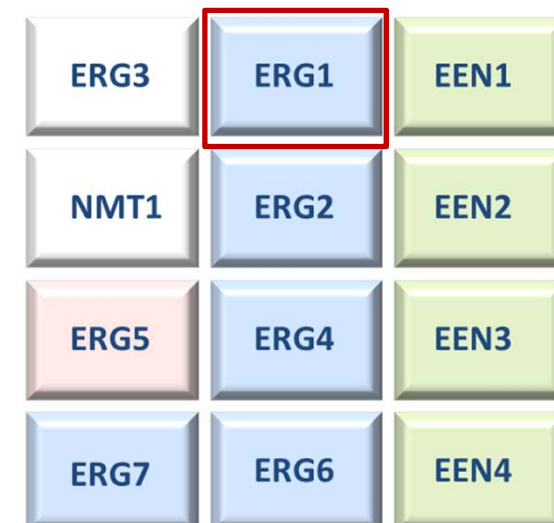 ERG3 ERG1 EEN1
NMT1 ERG2 EEN2
ERG5 ERG4 EEN3
ERG7 ERG6 EEN4